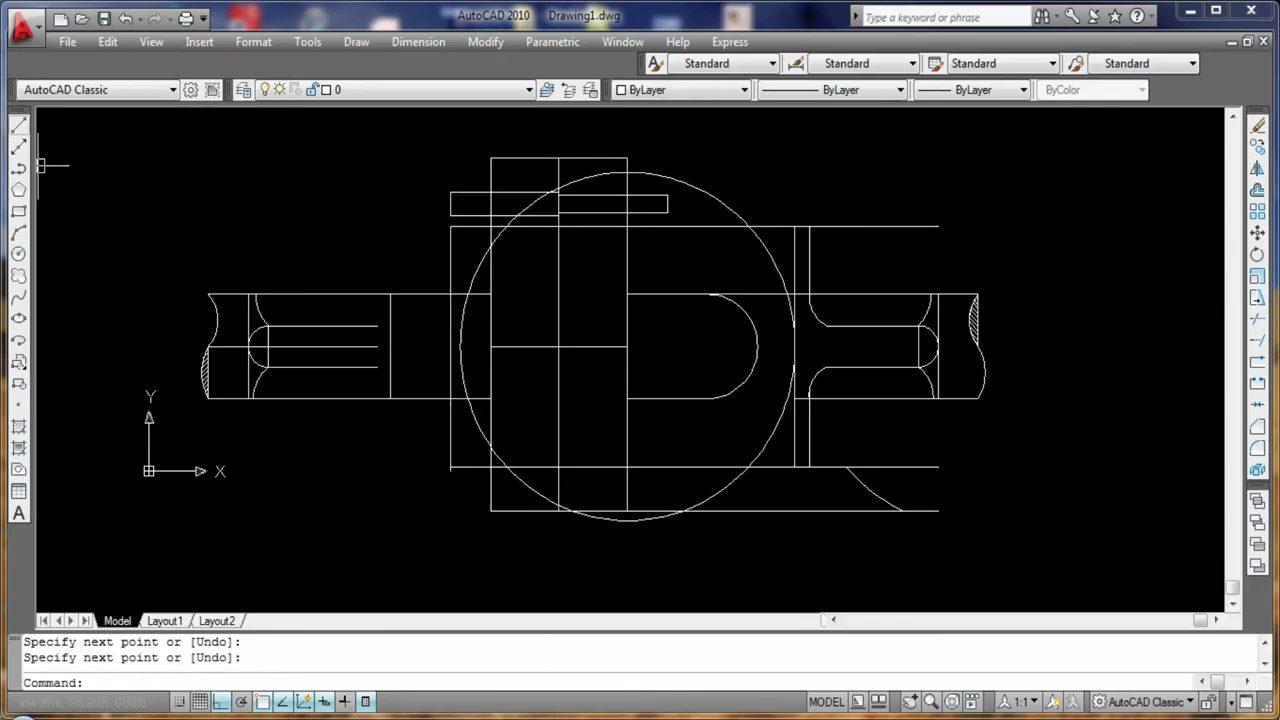 AutoCAD 2010 Drawing1.dwg
Type a keyword or phrase
File Edit View Insert Format Tools Draw Dimension Modify Parametric Window Help Express
Standard Standard Standard Standard
AutoCAD Classic 0 ByLayer ByLayer ByLayer ByColor
Y
X
A
Model Layout1 Layout2
Specify next point or [Undo]:
Specify next point or [Undo]:
Command:
MODEL 1:1 AutoCAD Classic